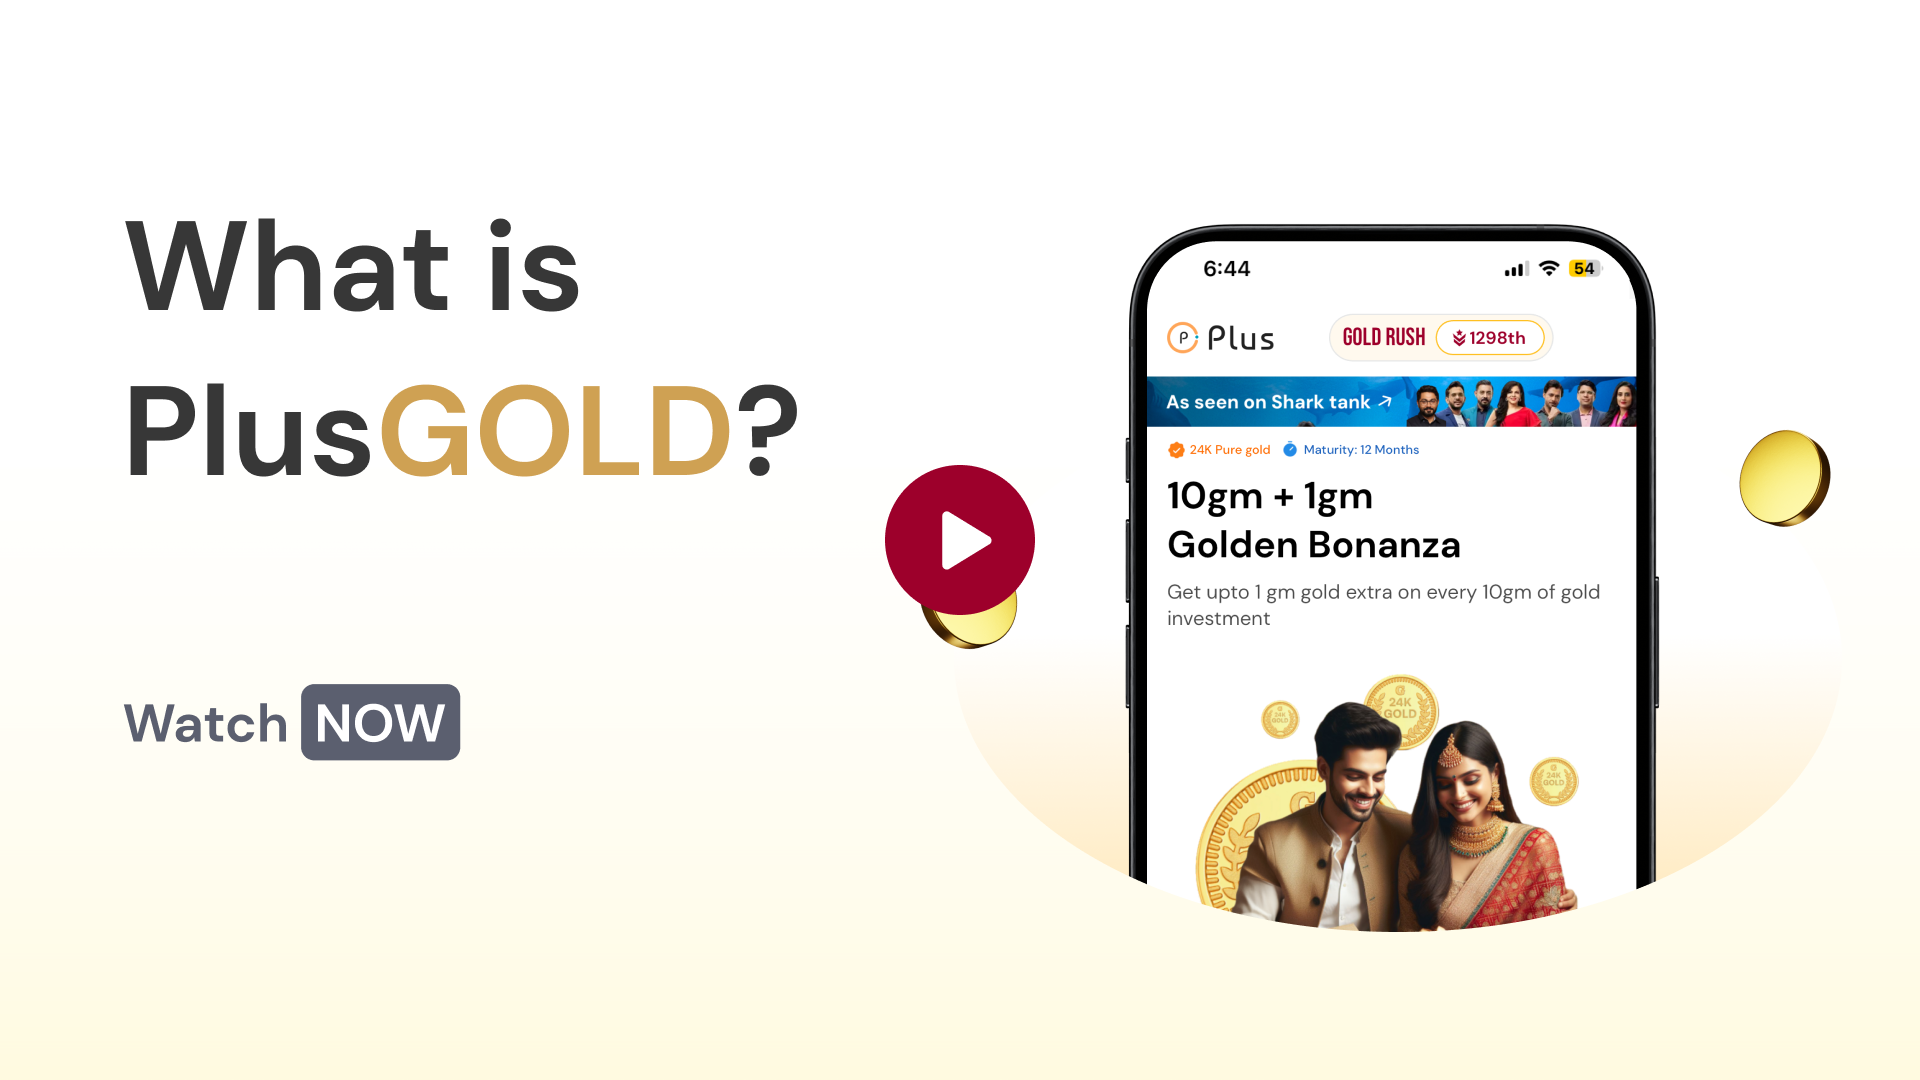 What is
PlusGOLD?
Watch NOW
6:44
54
P Plus
GOLD RUSH 1298th
As seen on Shark tank
24K Pure gold Maturity: 12 Months
10gm + 1gm
Golden Bonanza
Get upto 1 gm gold extra on every 10gm of gold
investment
24K
GOLD
24K
GOLD
24K
GOLD